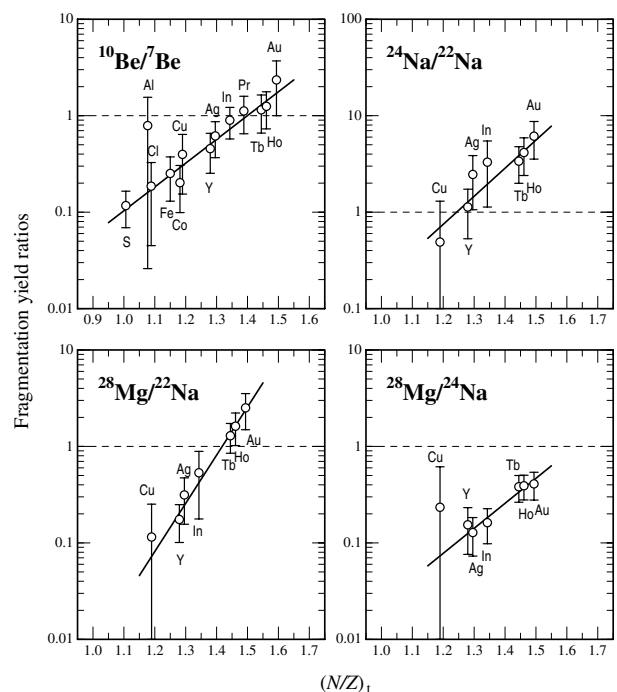 Fragmentation yield ratios
¹⁰Be/⁷Be
10
1
0.1
0.01
Al
Cl
S
Fe
Co
Cu
Ag
Y
In
Pr
Tb
Ho
Au
0.9 1.0 1.1 1.2 1.3 1.4 1.5 1.6 1.7
²⁴Na/²²Na
100
10
1
0.1
Cu
Ag
Y
In
Tb
Ho
Au
1.0 1.1 1.2 1.3 1.4 1.5 1.6 1.7
²⁸Mg/²²Na
10
1
0.1
0.01
Cu
Ag
Y
In
Tb
Ho
Au
1.0 1.1 1.2 1.3 1.4 1.5 1.6 1.7
²⁸Mg/²⁴Na
10
1
0.1
0.01
Cu
Y
Ag
In
Tb
Ho
Au
1.0 1.1 1.2 1.3 1.4 1.5 1.6 1.7
(N/Z)